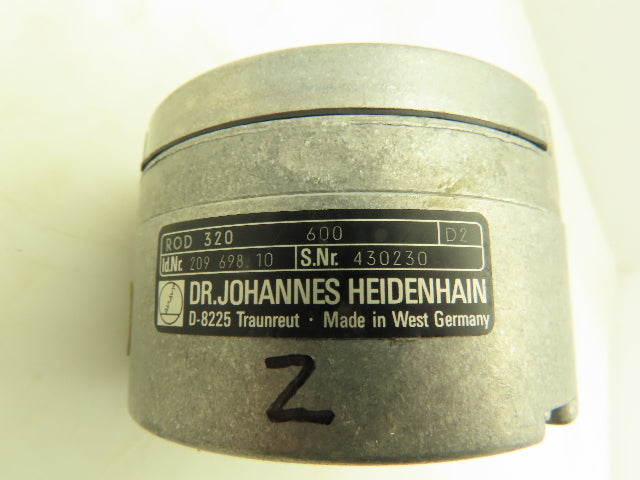 ROD 320 600 D2
Id.Nr. 209 698 10 S.Nr. 430230
DR.JOHANNES HEIDENHAIN
D-8225 Traunreut · Made in West Germany
Z